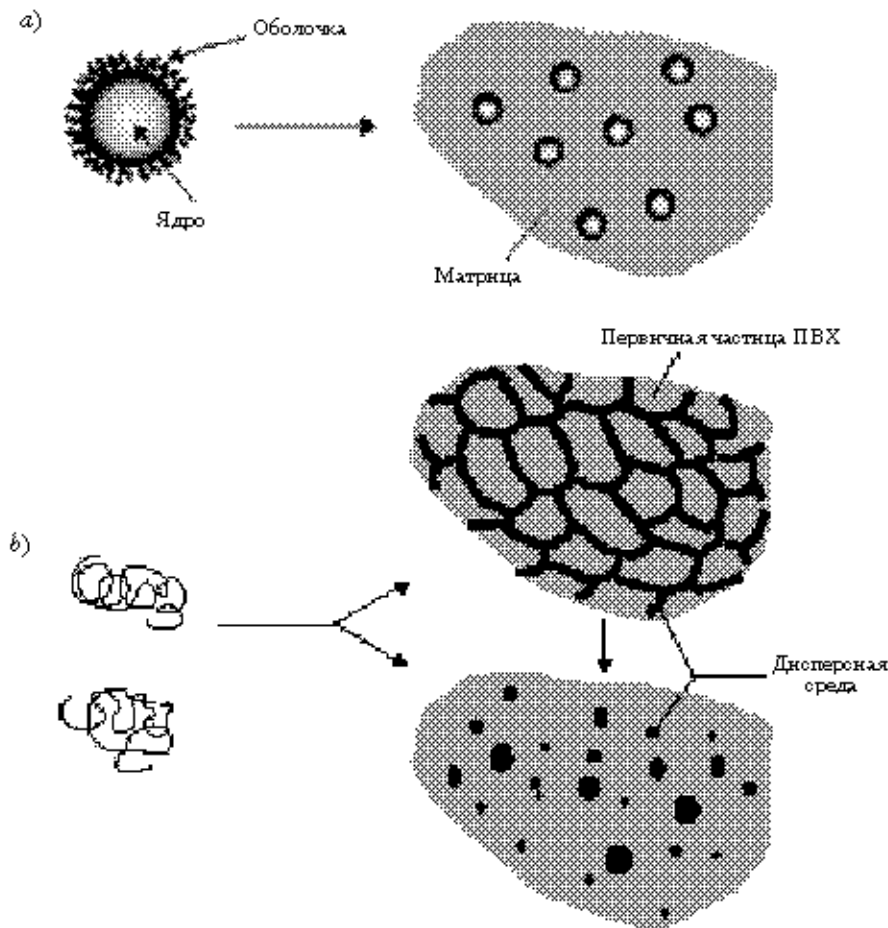 a)
Оболочка
Ядро
Матрица
Первичная частица ПВХ
b)
Дисперсная
среда